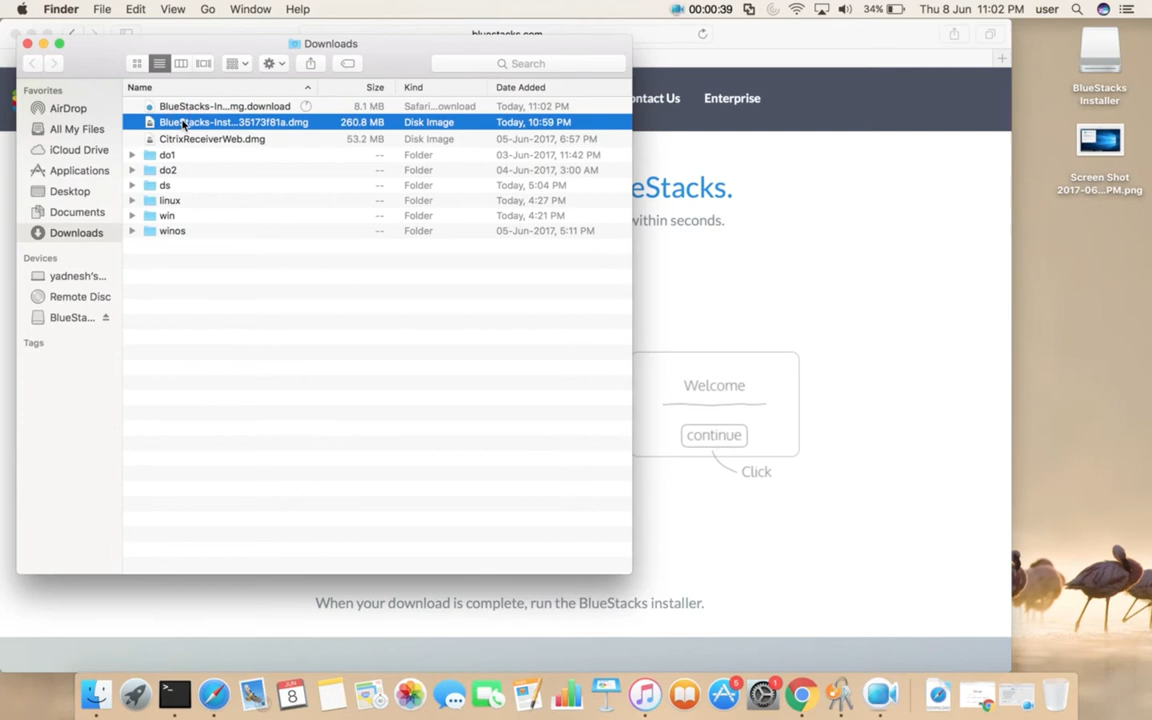 Finder File Edit View Go Window Help 00:00:39 34% Thu 8 Jun 11:02 PM user
bluestacks.com
Downloads
Search
Favorites
AirDrop
All My Files
iCloud Drive
Applications
Desktop
Documents
Downloads
Devices
yadnesh's...
Remote Disc
BlueSta...
Tags
Name Size Kind Date Added
BlueStacks-In...mg.download 8.1 MB Safari...ownload Today, 11:02 PM
BlueStacks-Inst...35173f81a.dmg 260.8 MB Disk Image Today, 10:59 PM
CitrixReceiverWeb.dmg 53.2 MB Disk Image 05-Jun-2017, 6:57 PM
do1 -- Folder 03-Jun-2017, 11:42 PM
do2 -- Folder 04-Jun-2017, 3:00 AM
ds -- Folder Today, 5:04 PM
linux -- Folder Today, 4:27 PM
win -- Folder Today, 4:21 PM
winos -- Folder 05-Jun-2017, 5:11 PM
ntact Us Enterprise
eStacks.
within seconds.
Welcome
continue
Click
When your download is complete, run the BlueStacks installer.
BlueStacks
Installer
Screen Shot
2017-06...PM.png
8
5
1